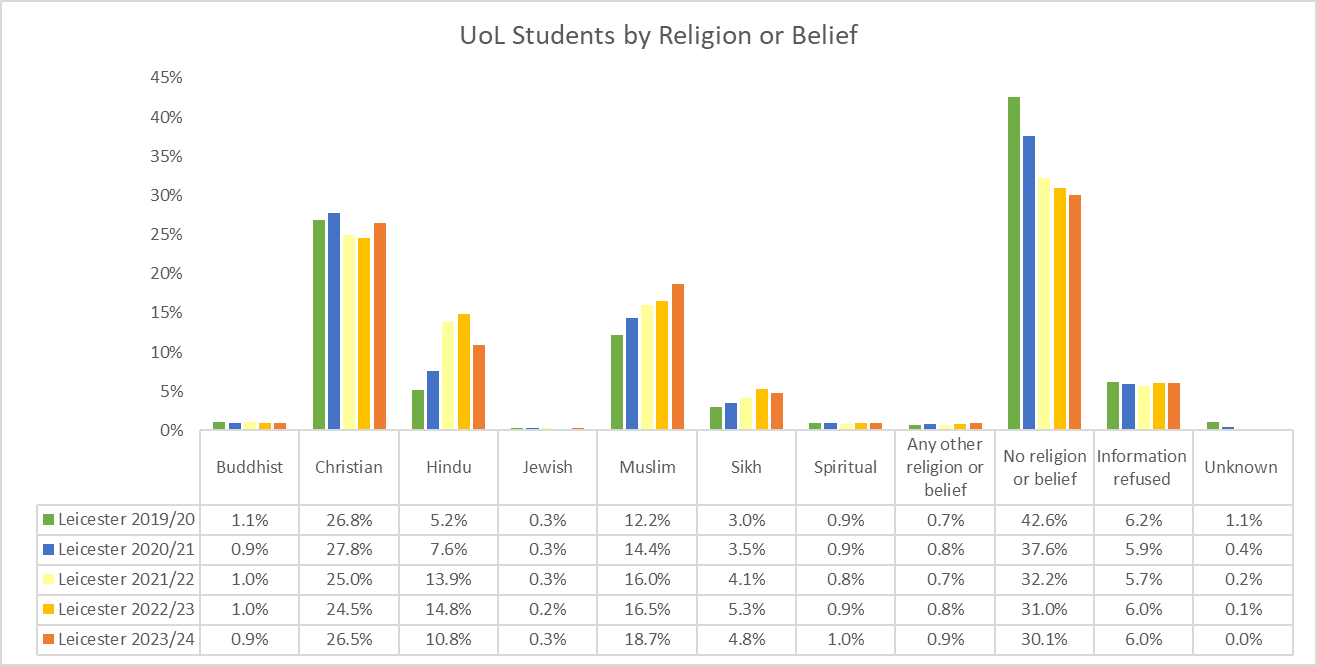 UoL Students by Religion or Belief
45%
40%
35%
30%
25%
20%
15%
10%
5%
0%
Buddhist Christian Hindu Jewish Muslim Sikh Spiritual Any other religion or belief No religion or belief Information refused Unknown
Leicester 2019/20 1.1% 26.8% 5.2% 0.3% 12.2% 3.0% 0.9% 0.7% 42.6% 6.2% 1.1%
Leicester 2020/21 0.9% 27.8% 7.6% 0.3% 14.4% 3.5% 0.9% 0.8% 37.6% 5.9% 0.4%
Leicester 2021/22 1.0% 25.0% 13.9% 0.3% 16.0% 4.1% 0.8% 0.7% 32.2% 5.7% 0.2%
Leicester 2022/23 1.0% 24.5% 14.8% 0.2% 16.5% 5.3% 0.9% 0.8% 31.0% 6.0% 0.1%
Leicester 2023/24 0.9% 26.5% 10.8% 0.3% 18.7% 4.8% 1.0% 0.9% 30.1% 6.0% 0.0%